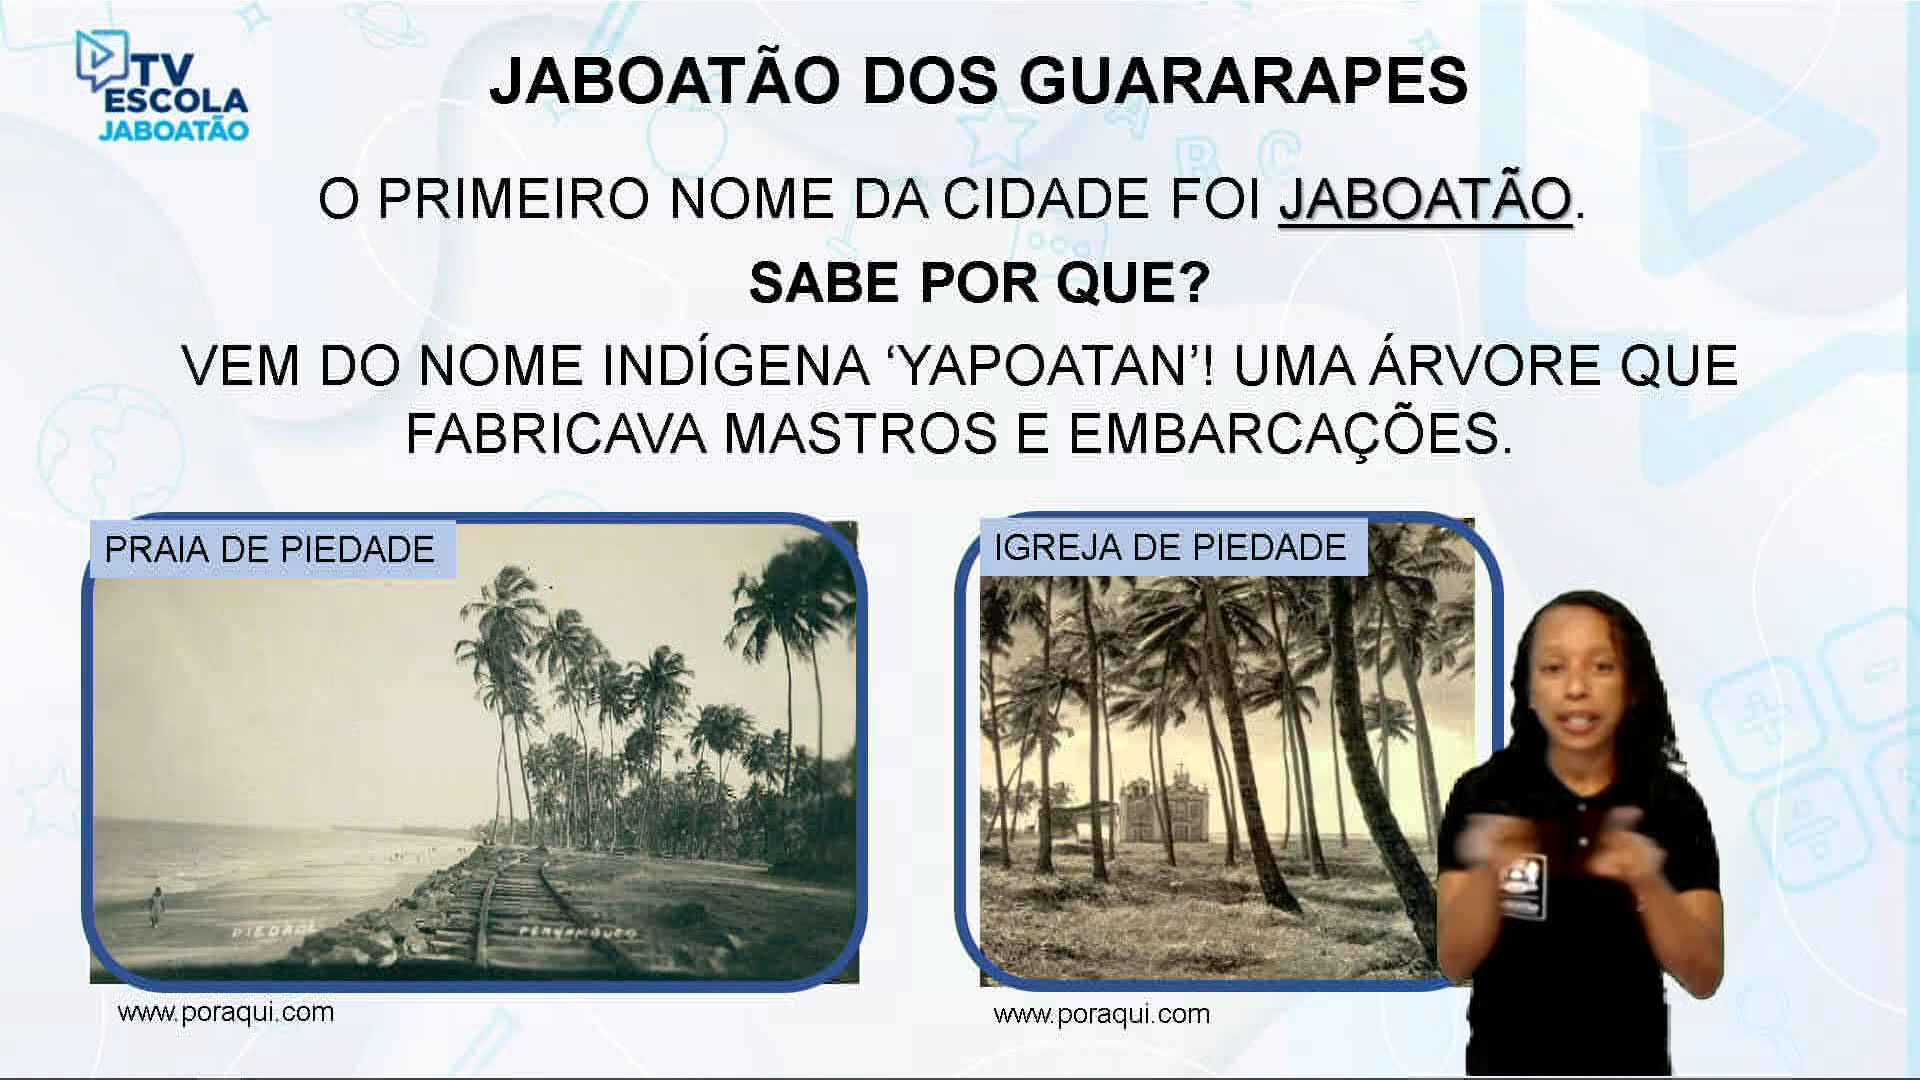 TV
ESCOLA
JABOATÃO
JABOATÃO DOS GUARARAPES
O PRIMEIRO NOME DA CIDADE FOI JABOATÃO.
SABE POR QUE?
VEM DO NOME INDÍGENA ‘YAPOATAN’! UMA ÁRVORE QUE
FABRICAVA MASTROS E EMBARCAÇÕES.
PRAIA DE PIEDADE
IGREJA DE PIEDADE
PIEDADE
PERNAMBUCO
www.poraqui.com
www.poraqui.com
A B C